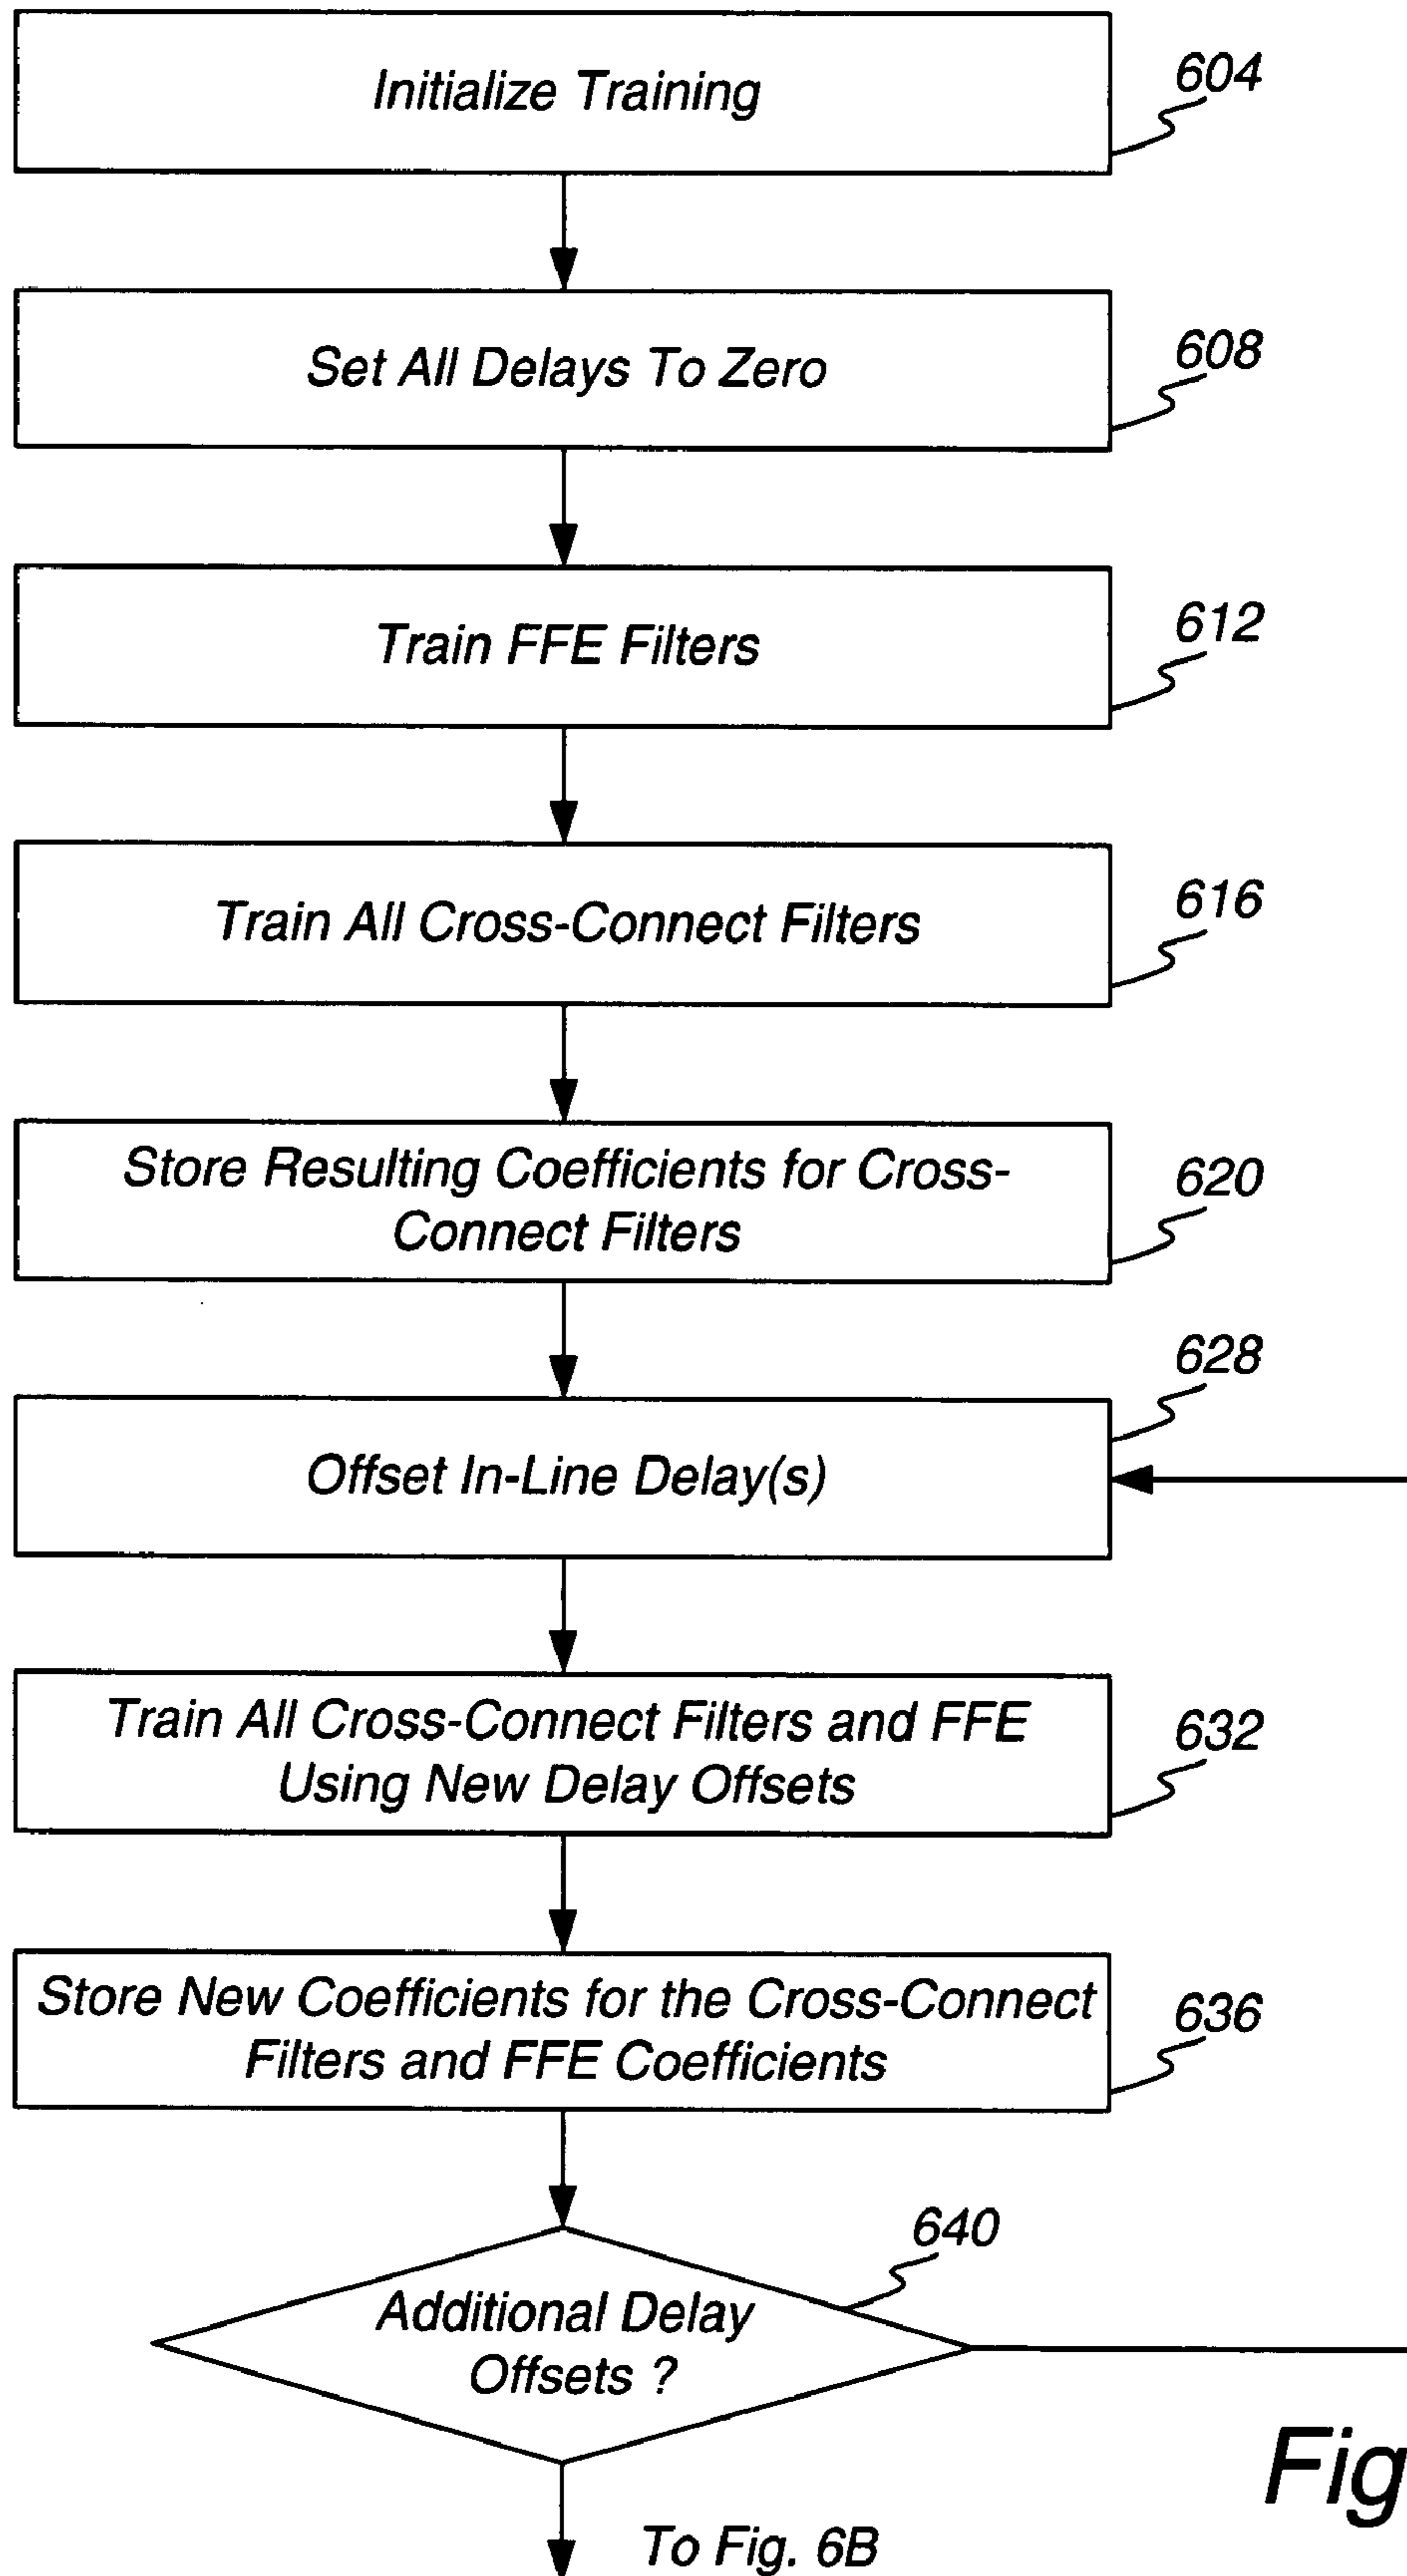 Initialize Training
604
Set All Delays To Zero
608
Train FFE Filters
612
Train All Cross-Connect Filters
616
Store Resulting Coefficients for Cross-
Connect Filters
620
628
Offset In-Line Delay(s)
Train All Cross-Connect Filters and FFE
Using New Delay Offsets
632
Store New Coefficients for the Cross-Connect
Filters and FFE Coefficients
636
640
Additional Delay
Offsets ?
Fig
To Fig. 6B